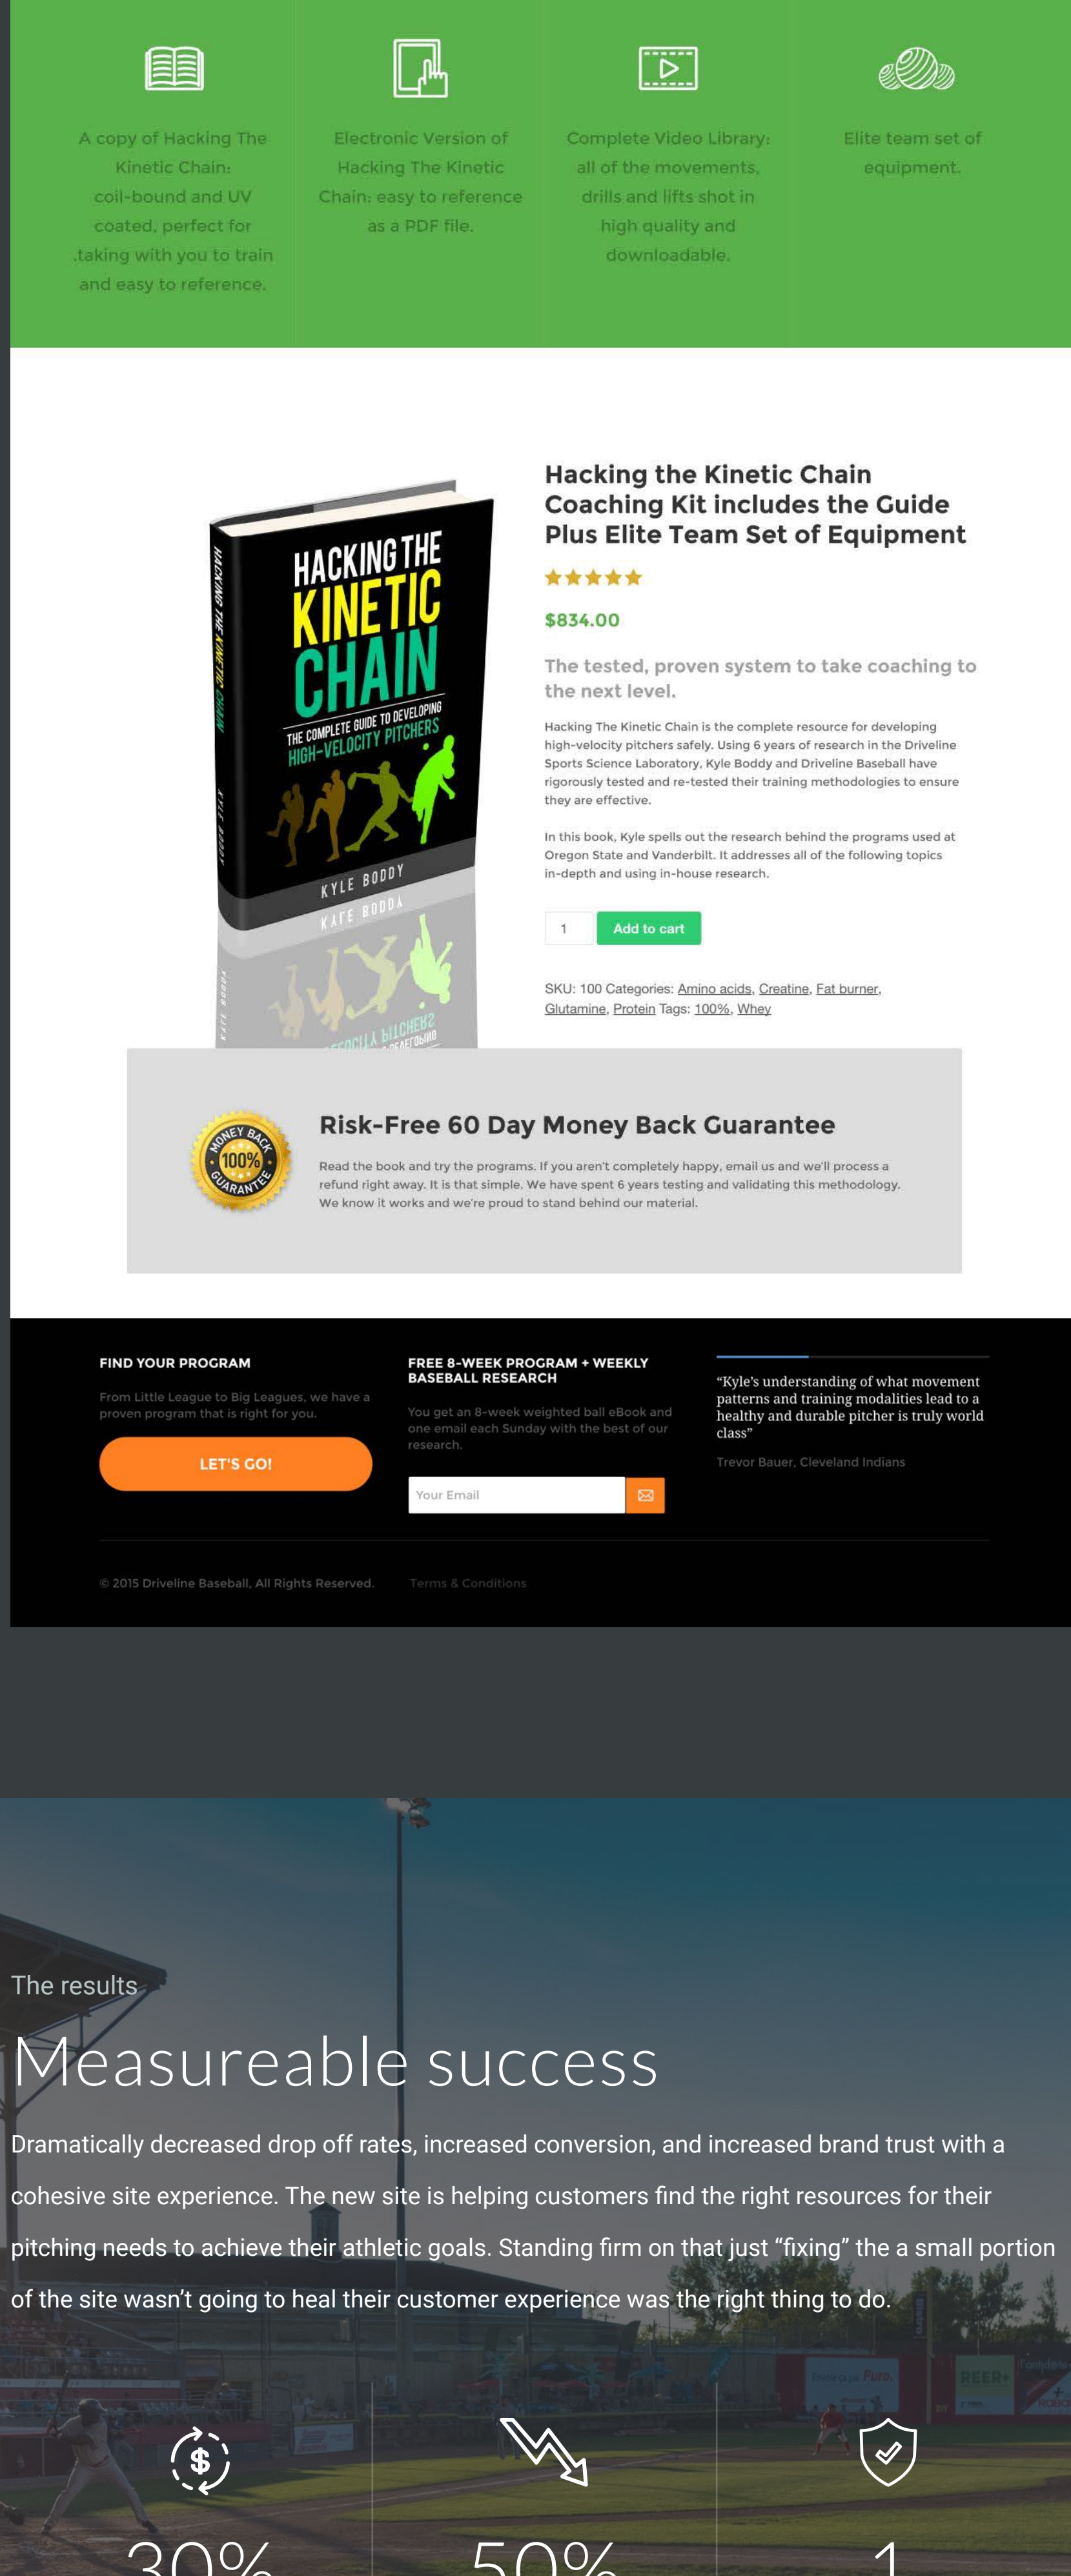 A copy of Hacking The
Kinetic Chain:
coil-bound and UV
coated, perfect for
.taking with you to train
and easy to reference.
Electronic Version of
Hacking The Kinetic
Chain: easy to reference
as a PDF file.
Complete Video Library:
all of the movements,
drills and lifts shot in
high quality and
downloadable.
Elite team set of
equipment.
HACKING THE KINETIC CHAIN
KYLE BODDY
HACKING THE
KINETIC
CHAIN
THE COMPLETE GUIDE TO DEVELOPING
HIGH-VELOCITY PITCHERS
KYLE BODDY
Hacking the Kinetic Chain
Coaching Kit includes the Guide
Plus Elite Team Set of Equipment
$834.00
The tested, proven system to take coaching to
the next level.
Hacking The Kinetic Chain is the complete resource for developing
high-velocity pitchers safely. Using 6 years of research in the Driveline
Sports Science Laboratory, Kyle Boddy and Driveline Baseball have
rigorously tested and re-tested their training methodologies to ensure
they are effective.
In this book, Kyle spells out the research behind the programs used at
Oregon State and Vanderbilt. It addresses all of the following topics
in-depth and using in-house research.
1
Add to cart
SKU: 100 Categories: Amino acids, Creatine, Fat burner,
Glutamine, Protein Tags: 100%, Whey
MONEY BACK
100%
GUARANTEE
Risk-Free 60 Day Money Back Guarantee
Read the book and try the programs. If you aren't completely happy, email us and we'll process a
refund right away. It is that simple. We have spent 6 years testing and validating this methodology.
We know it works and we're proud to stand behind our material.
FIND YOUR PROGRAM
From Little League to Big Leagues, we have a
proven program that is right for you.
LET'S GO!
FREE 8-WEEK PROGRAM + WEEKLY
BASEBALL RESEARCH
You get an 8-week weighted ball eBook and
one email each Sunday with the best of our
research.
Your Email
“Kyle’s understanding of what movement
patterns and training modalities lead to a
healthy and durable pitcher is truly world
class”
Trevor Bauer, Cleveland Indians
© 2015 Driveline Baseball, All Rights Reserved.
Terms & Conditions
The results
Measureable success
Dramatically decreased drop off rates, increased conversion, and increased brand trust with a
cohesive site experience. The new site is helping customers find the right resources for their
pitching needs to achieve their athletic goals. Standing firm on that just “fixing” the a small portion
of the site wasn’t going to heal their customer experience was the right thing to do.
Puro.
REER+
$
30%
50%
1